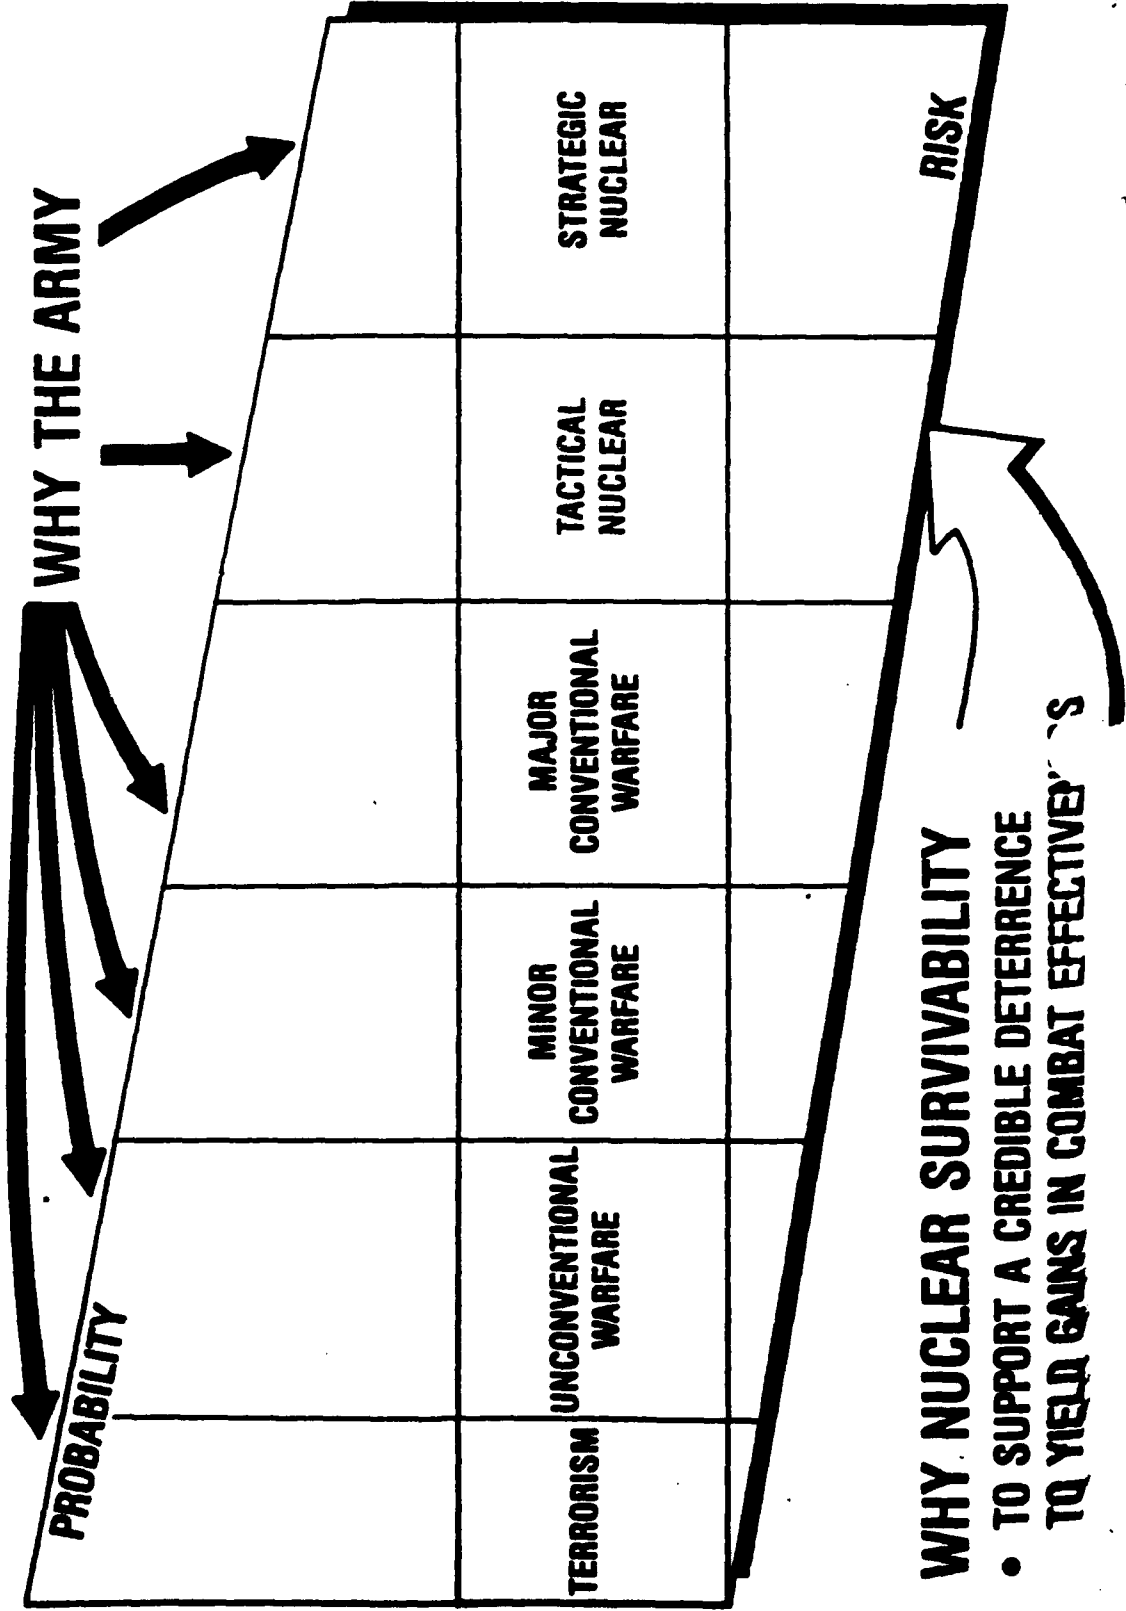 WHY THE ARMY
PROBABILITY
TERRORISM
UNCONVENTIONAL
WARFARE
MINOR
CONVENTIONAL
WARFARE
MAJOR
CONVENTIONAL
WARFARE
TACTICAL
NUCLEAR
STRATEGIC
NUCLEAR
RISK
WHY NUCLEAR SURVIVABILITY
• TO SUPPORT A CREDIBLE DETERRENCE
TO YIELD GAINS IN COMBAT